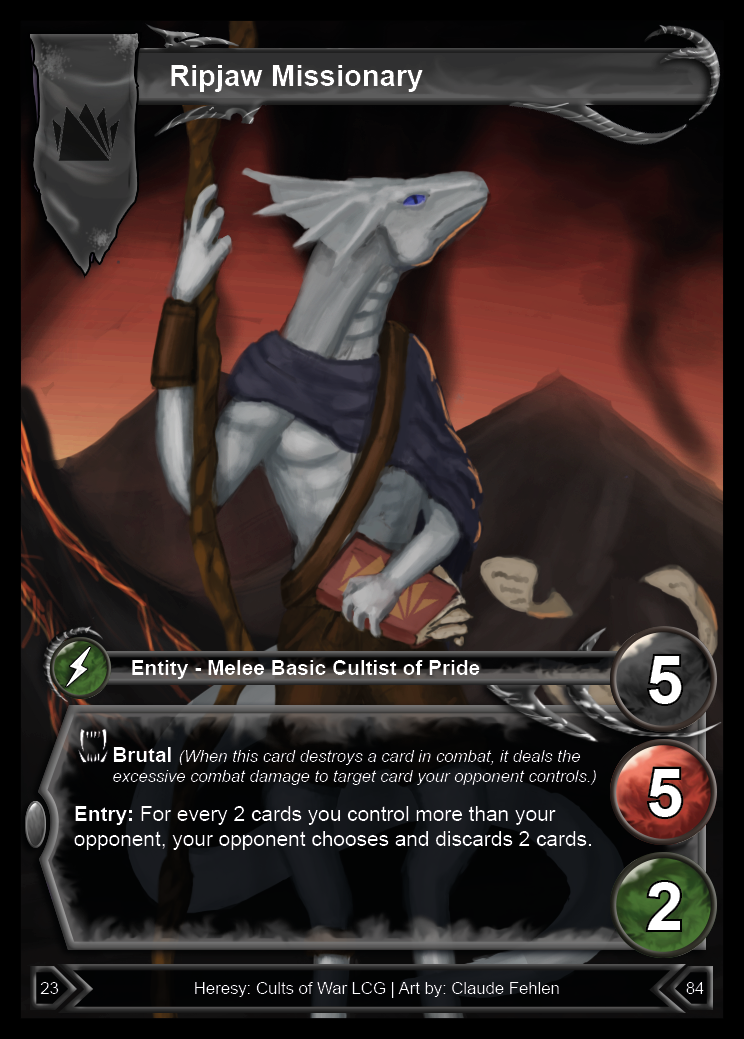 Ripjaw Missionary
Entity - Melee Basic Cultist of Pride
5
Brutal (When this card destroys a card in combat, it deals the
excessive combat damage to target card your opponent controls.)
5
Entry: For every 2 cards you control more than your
opponent, your opponent chooses and discards 2 cards.
2
23
Heresy: Cults of War LCG | Art by: Claude Fehlen
84